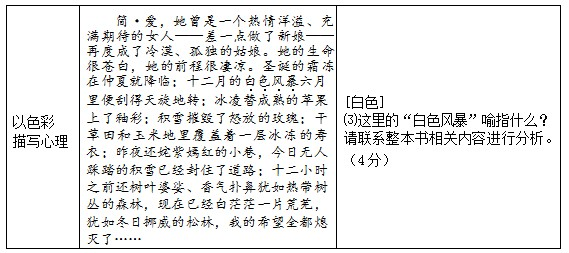 以色彩
描写心理
简·爱，她曾是一个热情洋溢、充
满期待的女人——差一点做了新娘——
再度成了冷漠、孤独的姑娘。她的生命
很苍白，她的前程很凄凉。圣诞的霜冻
在仲夏就降临；十二月的白色风暴六月
里便刮得天旋地转；冰凌替成熟的苹果
上了釉彩；积雪摧毁了怒放的玫瑰；干
草田和玉米地里覆盖着一层冰冻的寿
衣；昨夜还姹紫嫣红的小巷，今日无人
踩踏的积雪已经封住了道路；十二小时
之前还树叶婆娑、香气扑鼻犹如热带树
丛的森林，现在已经白茫茫一片荒芜，
犹如冬日挪威的松林，我的希望全都熄
灭了……
[白色]
⑶这里的“白色风暴”喻指什么？
请联系整本书相关内容进行分析。
（4分）